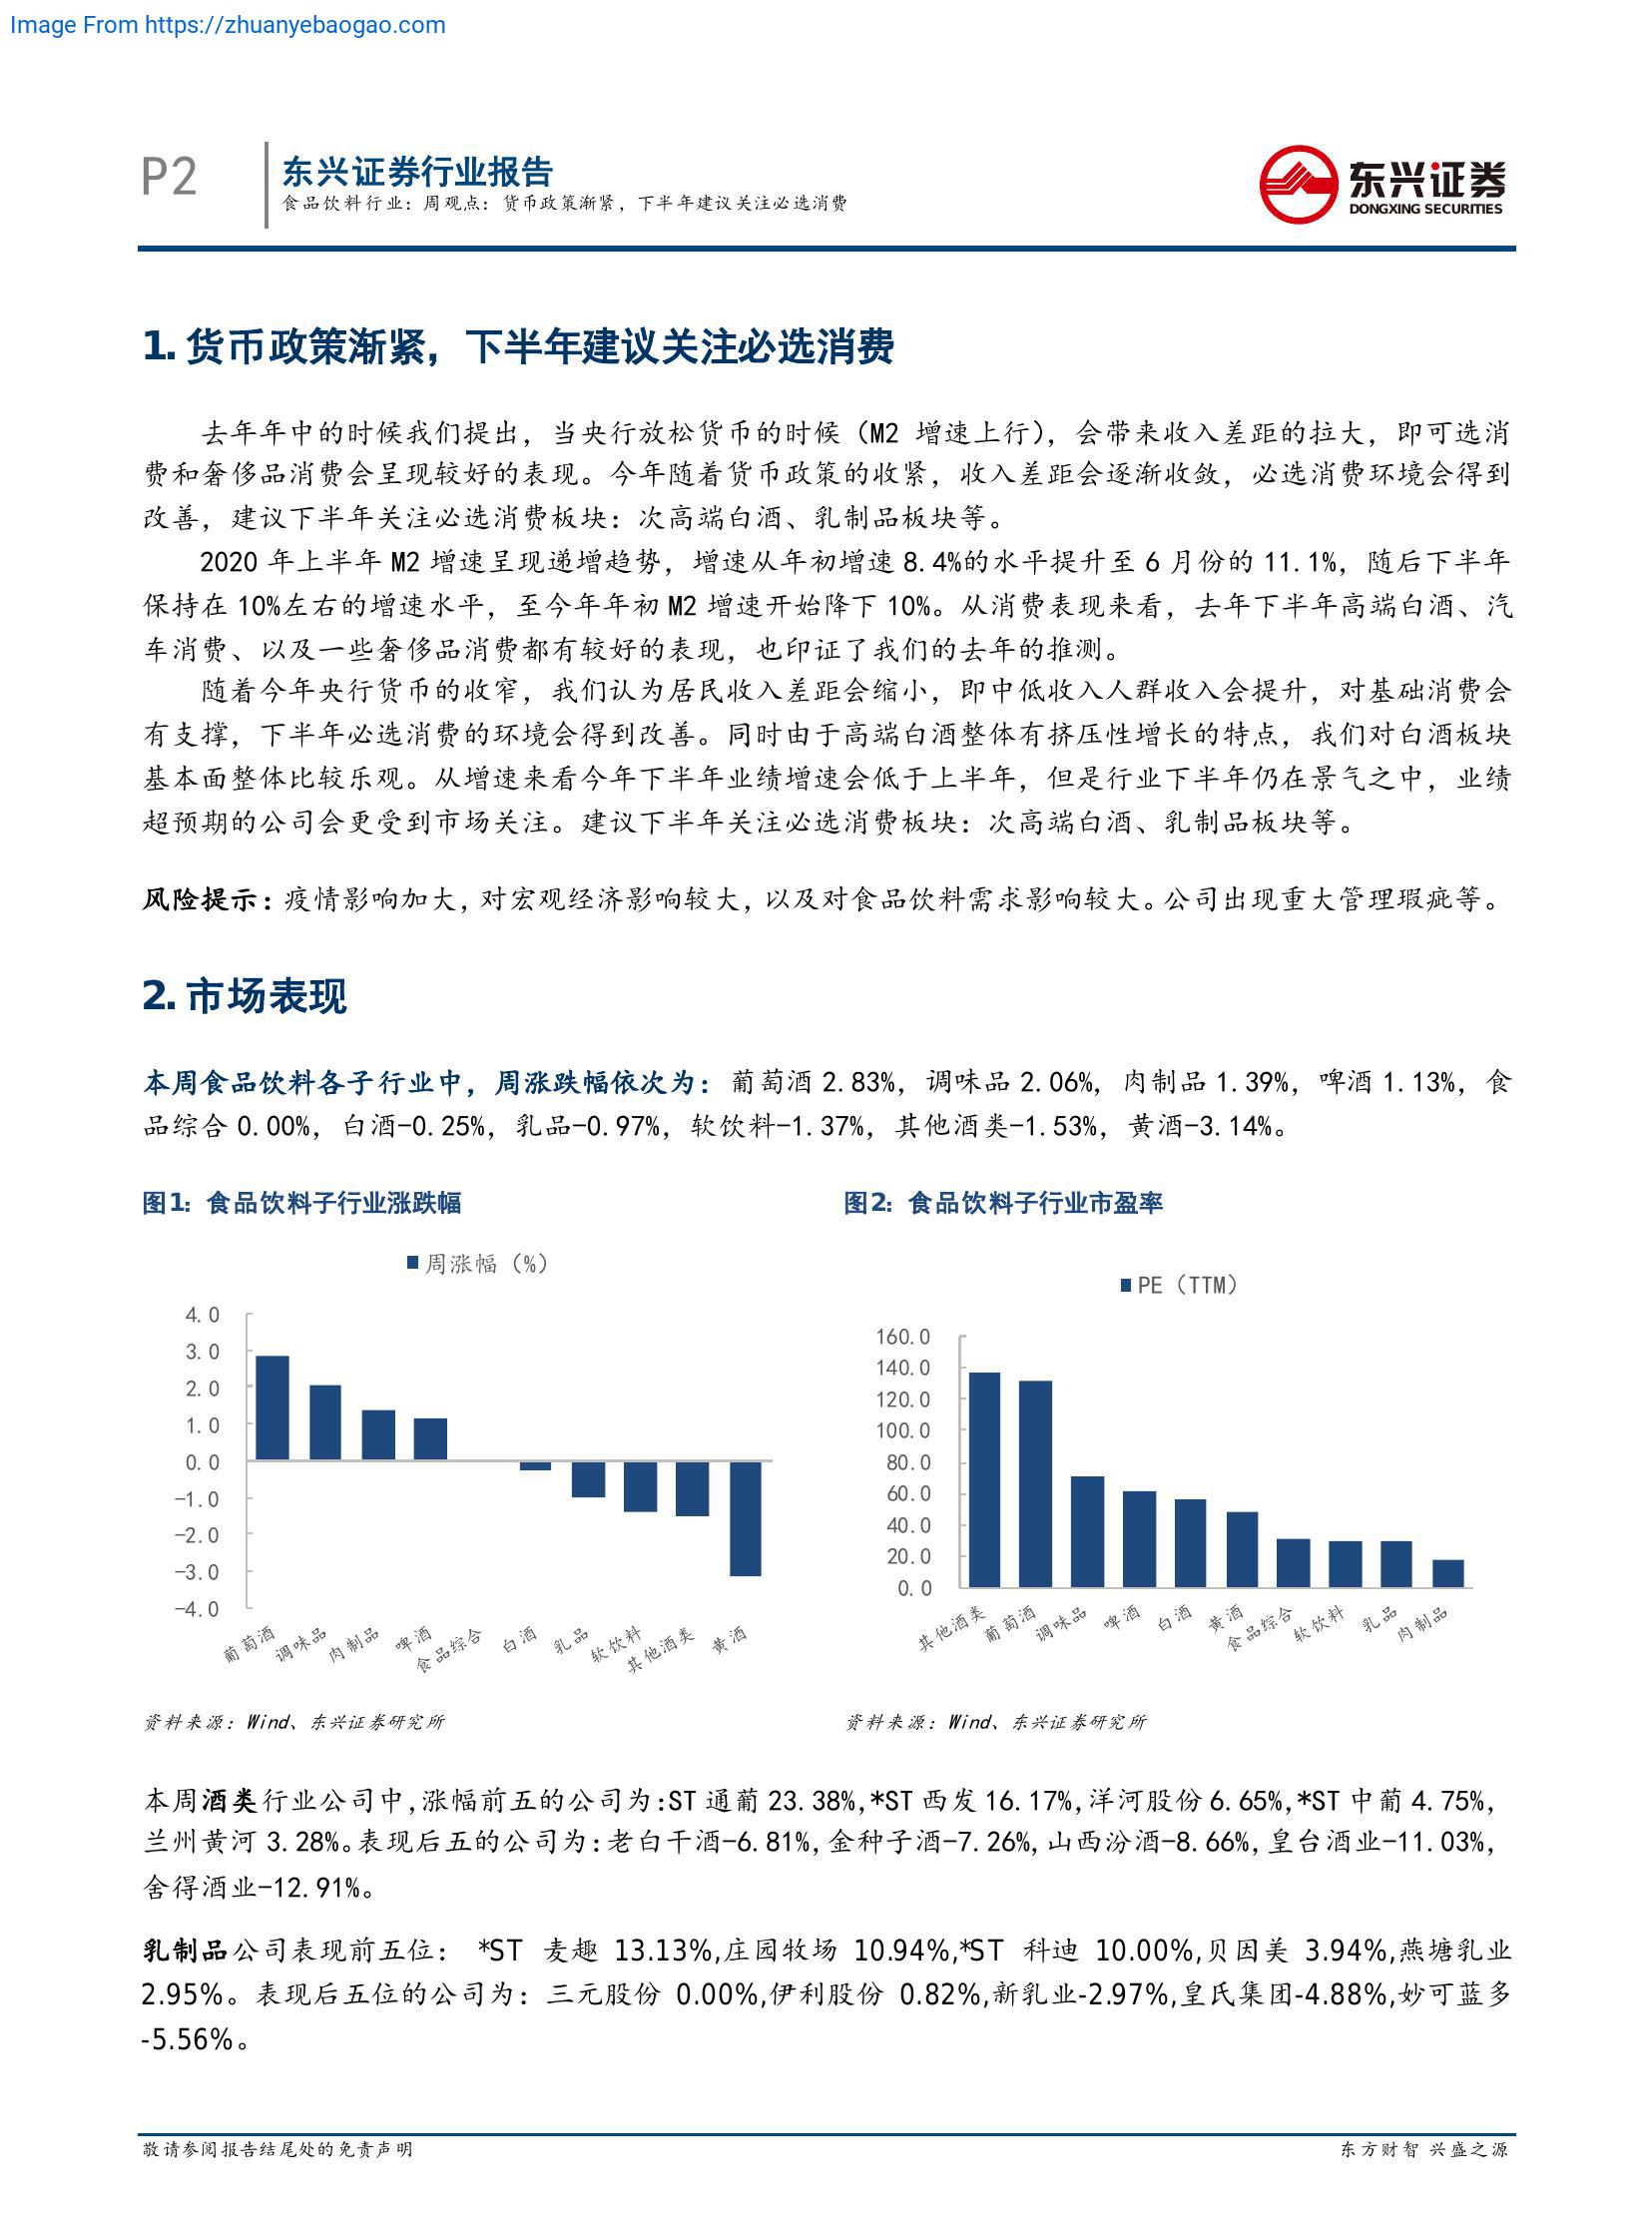 Image From https://zhuanyebaogao.com
P2
东兴证券行业报告
食品饮料行业：周观点：货币政策渐紧，下半年建议关注必选消费
东兴证券
DONGXING SECURITIES
1. 货币政策渐紧，下半年建议关注必选消费
去年年中的时候我们提出，当央行放松货币的时候（M2 增速上行），会带来收入差距的拉大，即可选消
费和奢侈品消费会呈现较好的表现。今年随着货币政策的收紧，收入差距会逐渐收敛，必选消费环境会得到
改善，建议下半年关注必选消费板块：次高端白酒、乳制品板块等。
2020 年上半年 M2 增速呈现递增趋势，增速从年初增速 8.4%的水平提升至 6 月份的 11.1%，随后下半年
保持在 10%左右的增速水平，至今年年初 M2 增速开始降下 10%。从消费表现来看，去年下半年高端白酒、汽
车消费、以及一些奢侈品消费都有较好的表现，也印证了我们的去年的推测。
随着今年央行货币的收窄，我们认为居民收入差距会缩小，即中低收入人群收入会提升，对基础消费会
有支撑，下半年必选消费的环境会得到改善。同时由于高端白酒整体有挤压性增长的特点，我们对白酒板块
基本面整体比较乐观。从增速来看今年下半年业绩增速会低于上半年，但是行业下半年仍在景气之中，业绩
超预期的公司会更受到市场关注。建议下半年关注必选消费板块：次高端白酒、乳制品板块等。
风险提示：疫情影响加大，对宏观经济影响较大，以及对食品饮料需求影响较大。公司出现重大管理瑕疵等。
2. 市场表现
本周食品饮料各子行业中，周涨跌幅依次为：葡萄酒 2.83%，调味品 2.06%，肉制品 1.39%，啤酒 1.13%，食
品综合 0.00%，白酒-0.25%，乳品-0.97%，软饮料-1.37%，其他酒类-1.53%，黄酒-3.14%。
图1：食品饮料子行业涨跌幅
周涨幅（%）
4.0
3.0
2.0
1.0
0.0
-1.0
-2.0
-3.0
-4.0
葡萄酒 调味品 肉制品 啤酒 食品综合 白酒 乳品 软饮料 其他酒类 黄酒
资料来源：Wind、东兴证券研究所
图2：食品饮料子行业市盈率
PE（TTM）
160.0
140.0
120.0
100.0
80.0
60.0
40.0
20.0
0.0
其他酒类 葡萄酒 调味品 啤酒 白酒 黄酒 食品综合 软饮料 乳品 肉制品
资料来源：Wind、东兴证券研究所
本周酒类行业公司中,涨幅前五的公司为:ST 通葡 23.38%,*ST 西发 16.17%,洋河股份 6.65%,*ST 中葡 4.75%,
兰州黄河 3.28%。表现后五的公司为:老白干酒-6.81%,金种子酒-7.26%,山西汾酒-8.66%,皇台酒业-11.03%,
舍得酒业-12.91%。
乳制品公司表现前五位： *ST 麦趣 13.13%,庄园牧场 10.94%,*ST 科迪 10.00%,贝因美 3.94%,燕塘乳业
2.95%。表现后五位的公司为：三元股份 0.00%,伊利股份 0.82%,新乳业-2.97%,皇氏集团-4.88%,妙可蓝多
-5.56%。
敬请参阅报告结尾处的免责声明
东方财智 兴盛之源